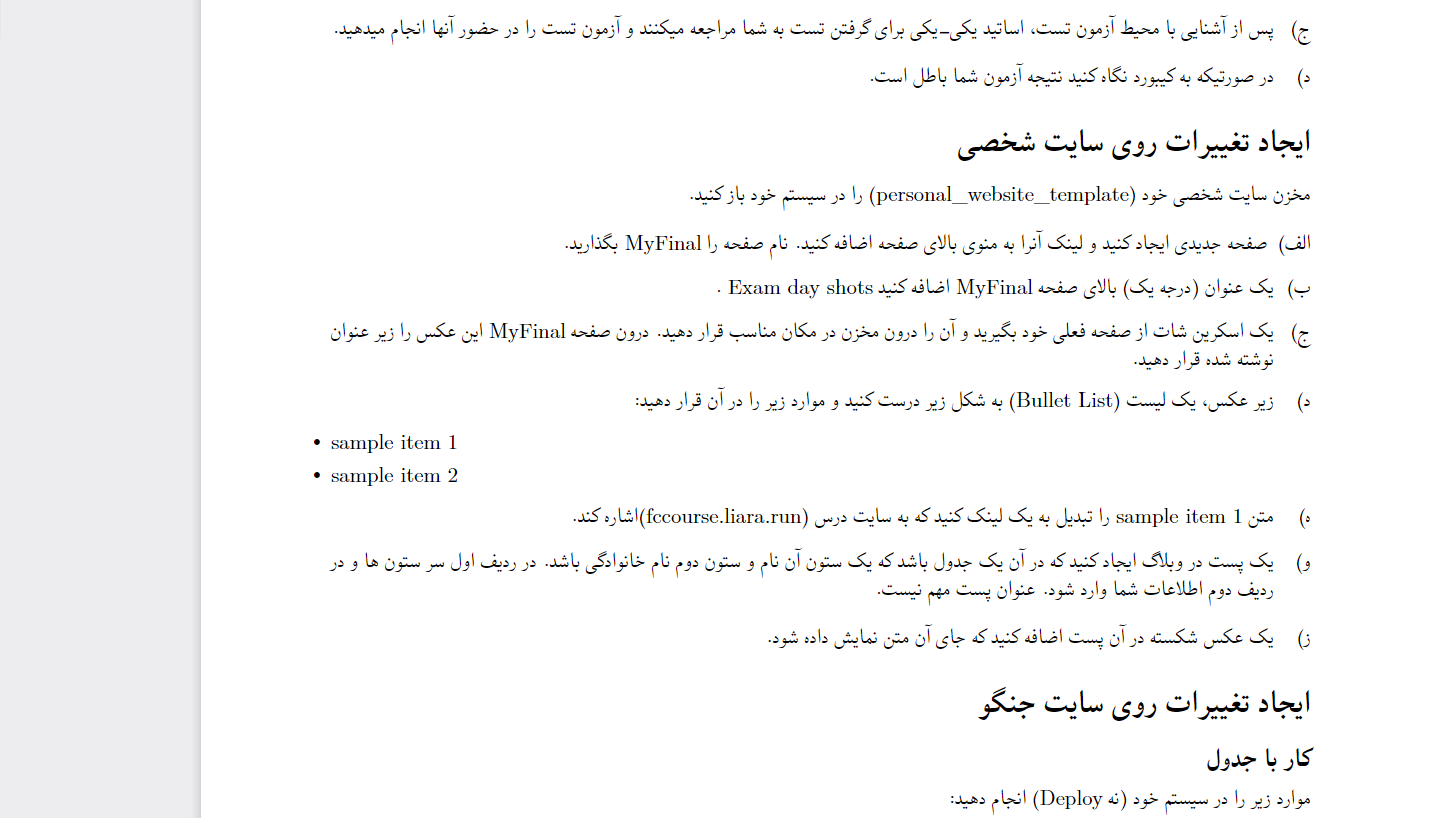 ج) پس از آشنایی با محیط آزمون تست، اساتید یکی-یکی برای گرفتن تست به شما مراجعه میکنند و آزمون تست را در حضور آنها انجام میدهید.
د) در صورتیکه به کیبورد نگاه کنید نتیجه آزمون شما باطل است.
ایجاد تغییرات روی سایت شخصی
مخزن سایت شخصی خود (personal_website_template) را در سیستم خود باز کنید.
الف) صفحه جدیدی ایجاد کنید و لینک آنرا به منوی بالای صفحه اضافه کنید. نام صفحه را MyFinal بگذارید.
ب) یک عنوان (درجه یک) بالای صفحه MyFinal اضافه کنید Exam day shots .
ج) یک اسکرین شات از صفحه فعلی خود بگیرید و آن را درون مخزن در مکان مناسب قرار دهید. درون صفحه MyFinal این عکس را زیر عنوان
نوشته شده قرار دهید.
د) زیر عکس، یک لیست (Bullet List) به شکل زیر درست کنید و موارد زیر را در آن قرار دهید:
• sample item 1
• sample item 2
ه) متن sample item 1 را تبدیل به یک لینک کنید که به سایت درس (fccourse.liara.run)اشاره کند.
و) یک پست در وبلاگ ایجاد کنید که در آن یک جدول باشد که یک ستون آن نام و ستون دوم نام خانوادگی باشد. در ردیف اول سر ستون ها و در
ردیف دوم اطلاعات شما وارد شود. عنوان پست مهم نیست.
ز) یک عکس شکسته در آن پست اضافه کنید که جای آن متن نمایش داده شود.
ایجاد تغییرات روی سایت جنگو
کار با جدول
موارد زیر را در سیستم خود (نه Deploy) انجام دهید: